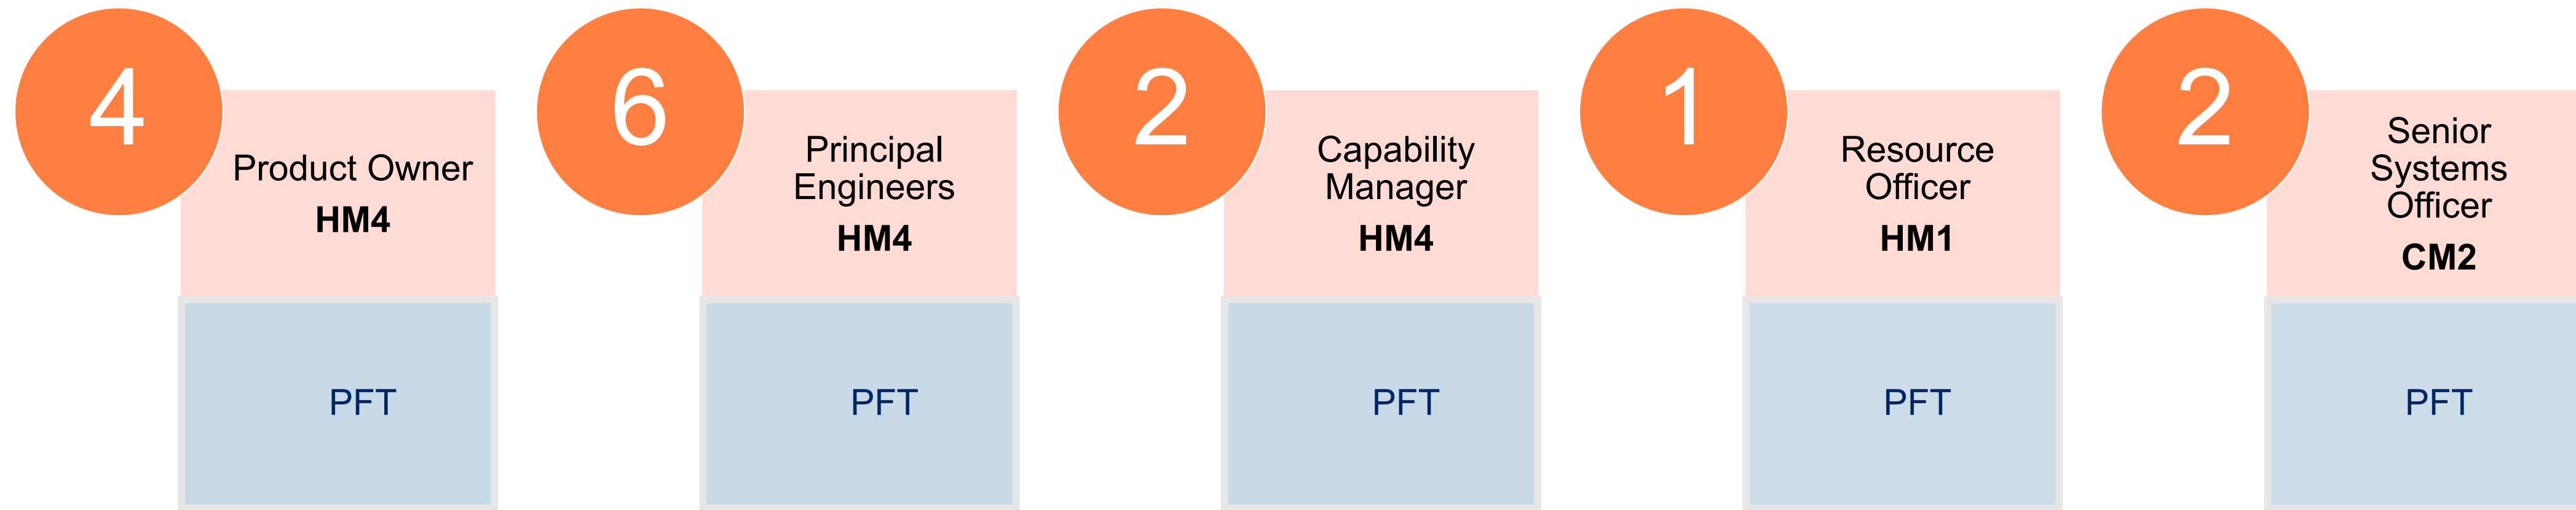 4
Product Owner
HM4
PFT
6
Principal
Engineers
HM4
PFT
2
Capability
Manager
HM4
PFT
1
Resource
Officer
HM1
PFT
2
Senior
Systems
Officer
CM2
PFT